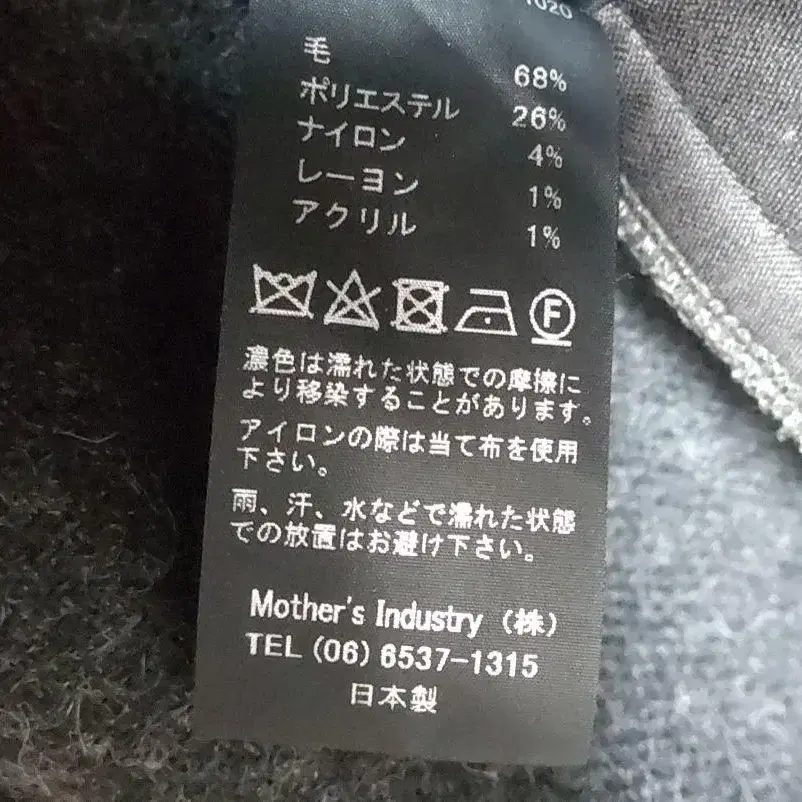 1020
毛 68%
ポリエステル 26%
ナイロン 4%
レーヨン 1%
アクリル 1%
F
濃色は濡れた状態での摩擦に
より移染することがあります。
アイロンの際は当て布を使用
下さい。
雨、汗、水などで濡れた状態
での放置はお避け下さい。
Mother's Industry (株)
TEL (06) 6537-1315
日本製